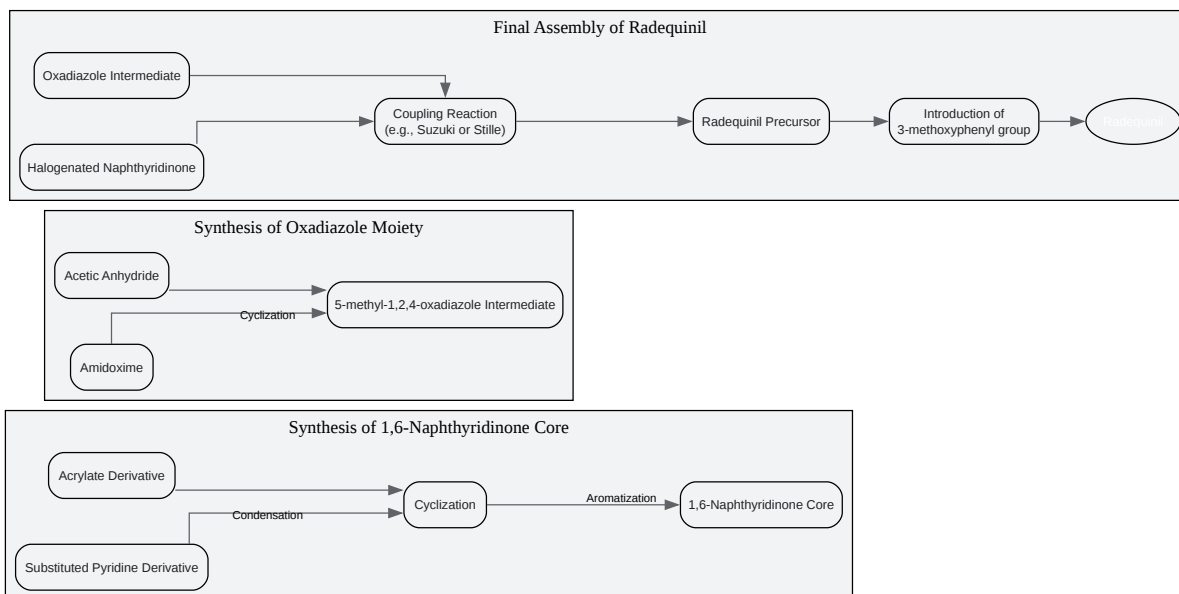 Final Assembly of Radequinil
Oxadiazole Intermediate
Halogenated Naphthyridinone
Coupling Reaction
(e.g., Suzuki or Stille)
Radequinil Precursor
Introduction of
3-methoxyphenyl group
Radequinil
Synthesis of Oxadiazole Moiety
Acetic Anhydride
Cyclization
Amidoxime
5-methyl-1,2,4-oxadiazole Intermediate
Synthesis of 1,6-Naphthyridinone Core
Acrylate Derivative
Condensation
Substituted Pyridine Derivative
Cyclization
Aromatization
1,6-Naphthyridinone Core